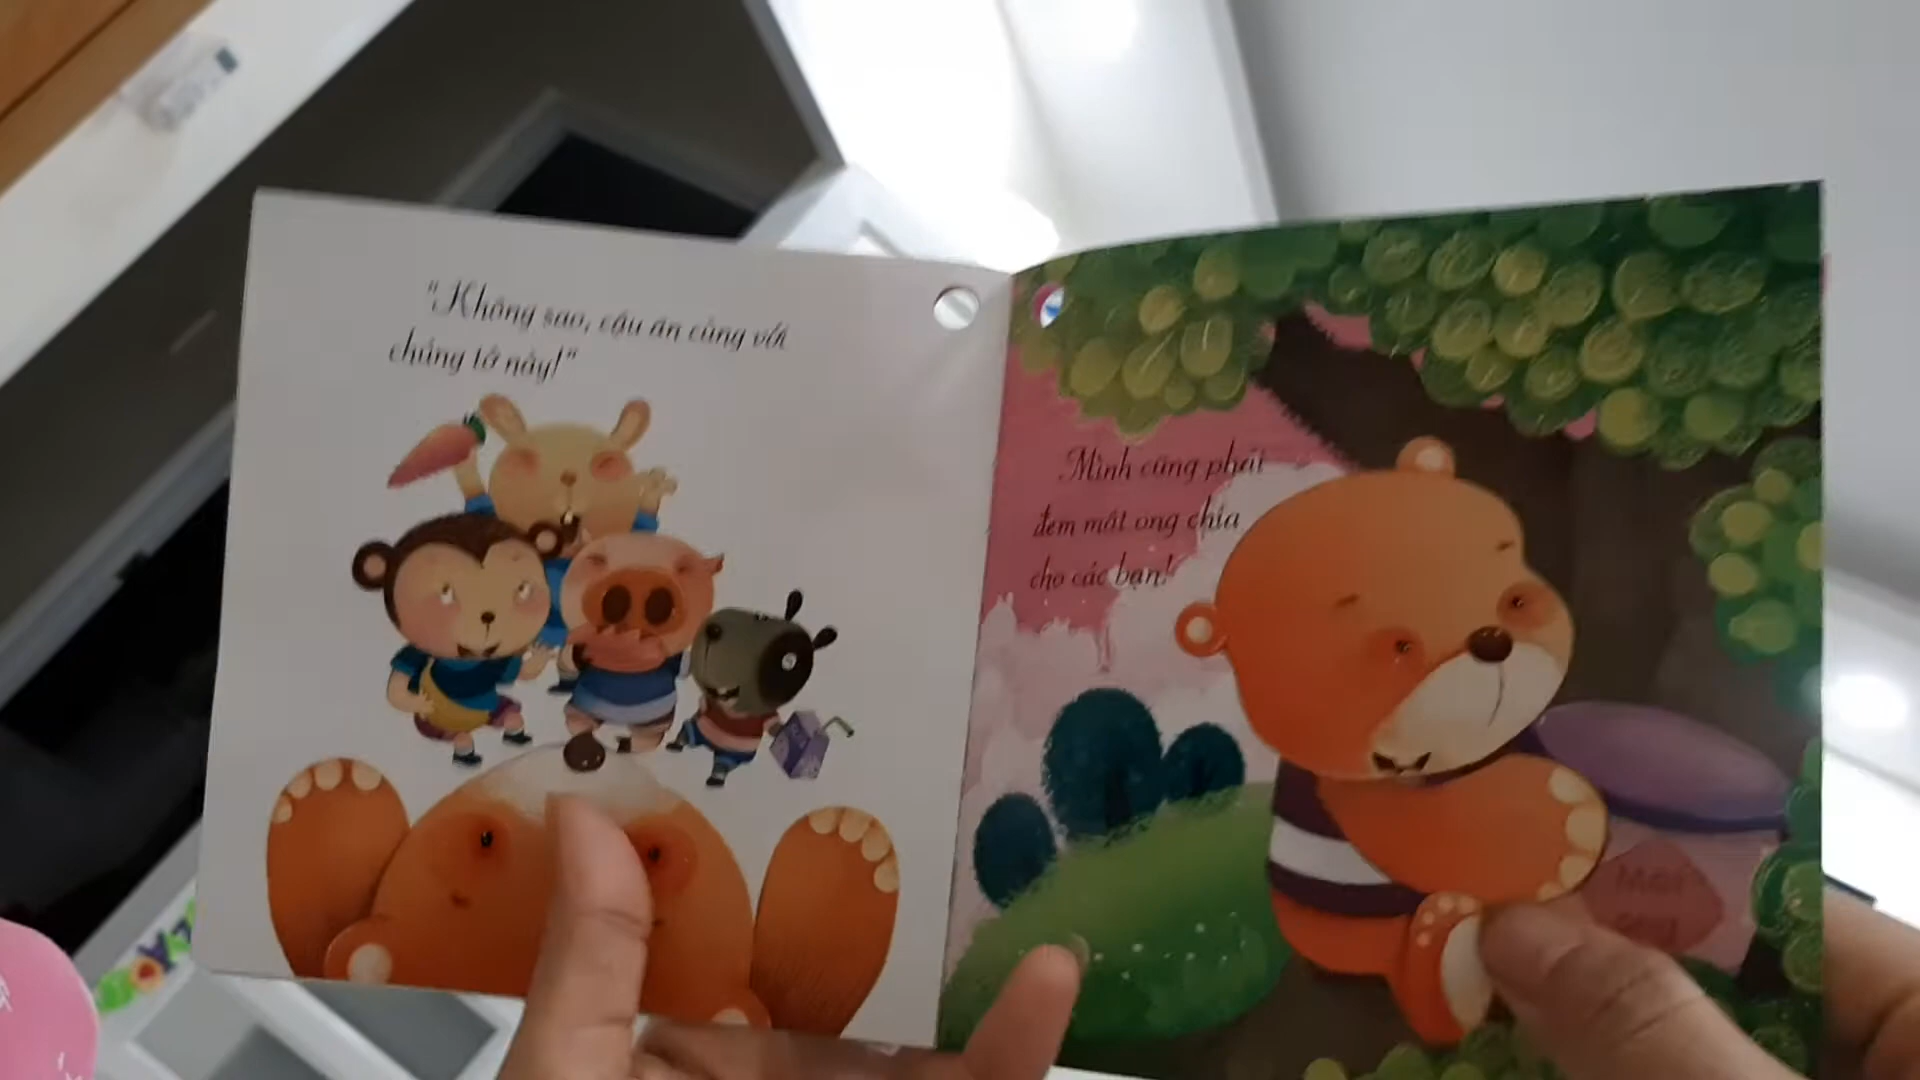 "Không sao, cậu ăn cùng với
chúng tớ này!"
Mình cũng phải
đem mật ong chia
cho các bạn!